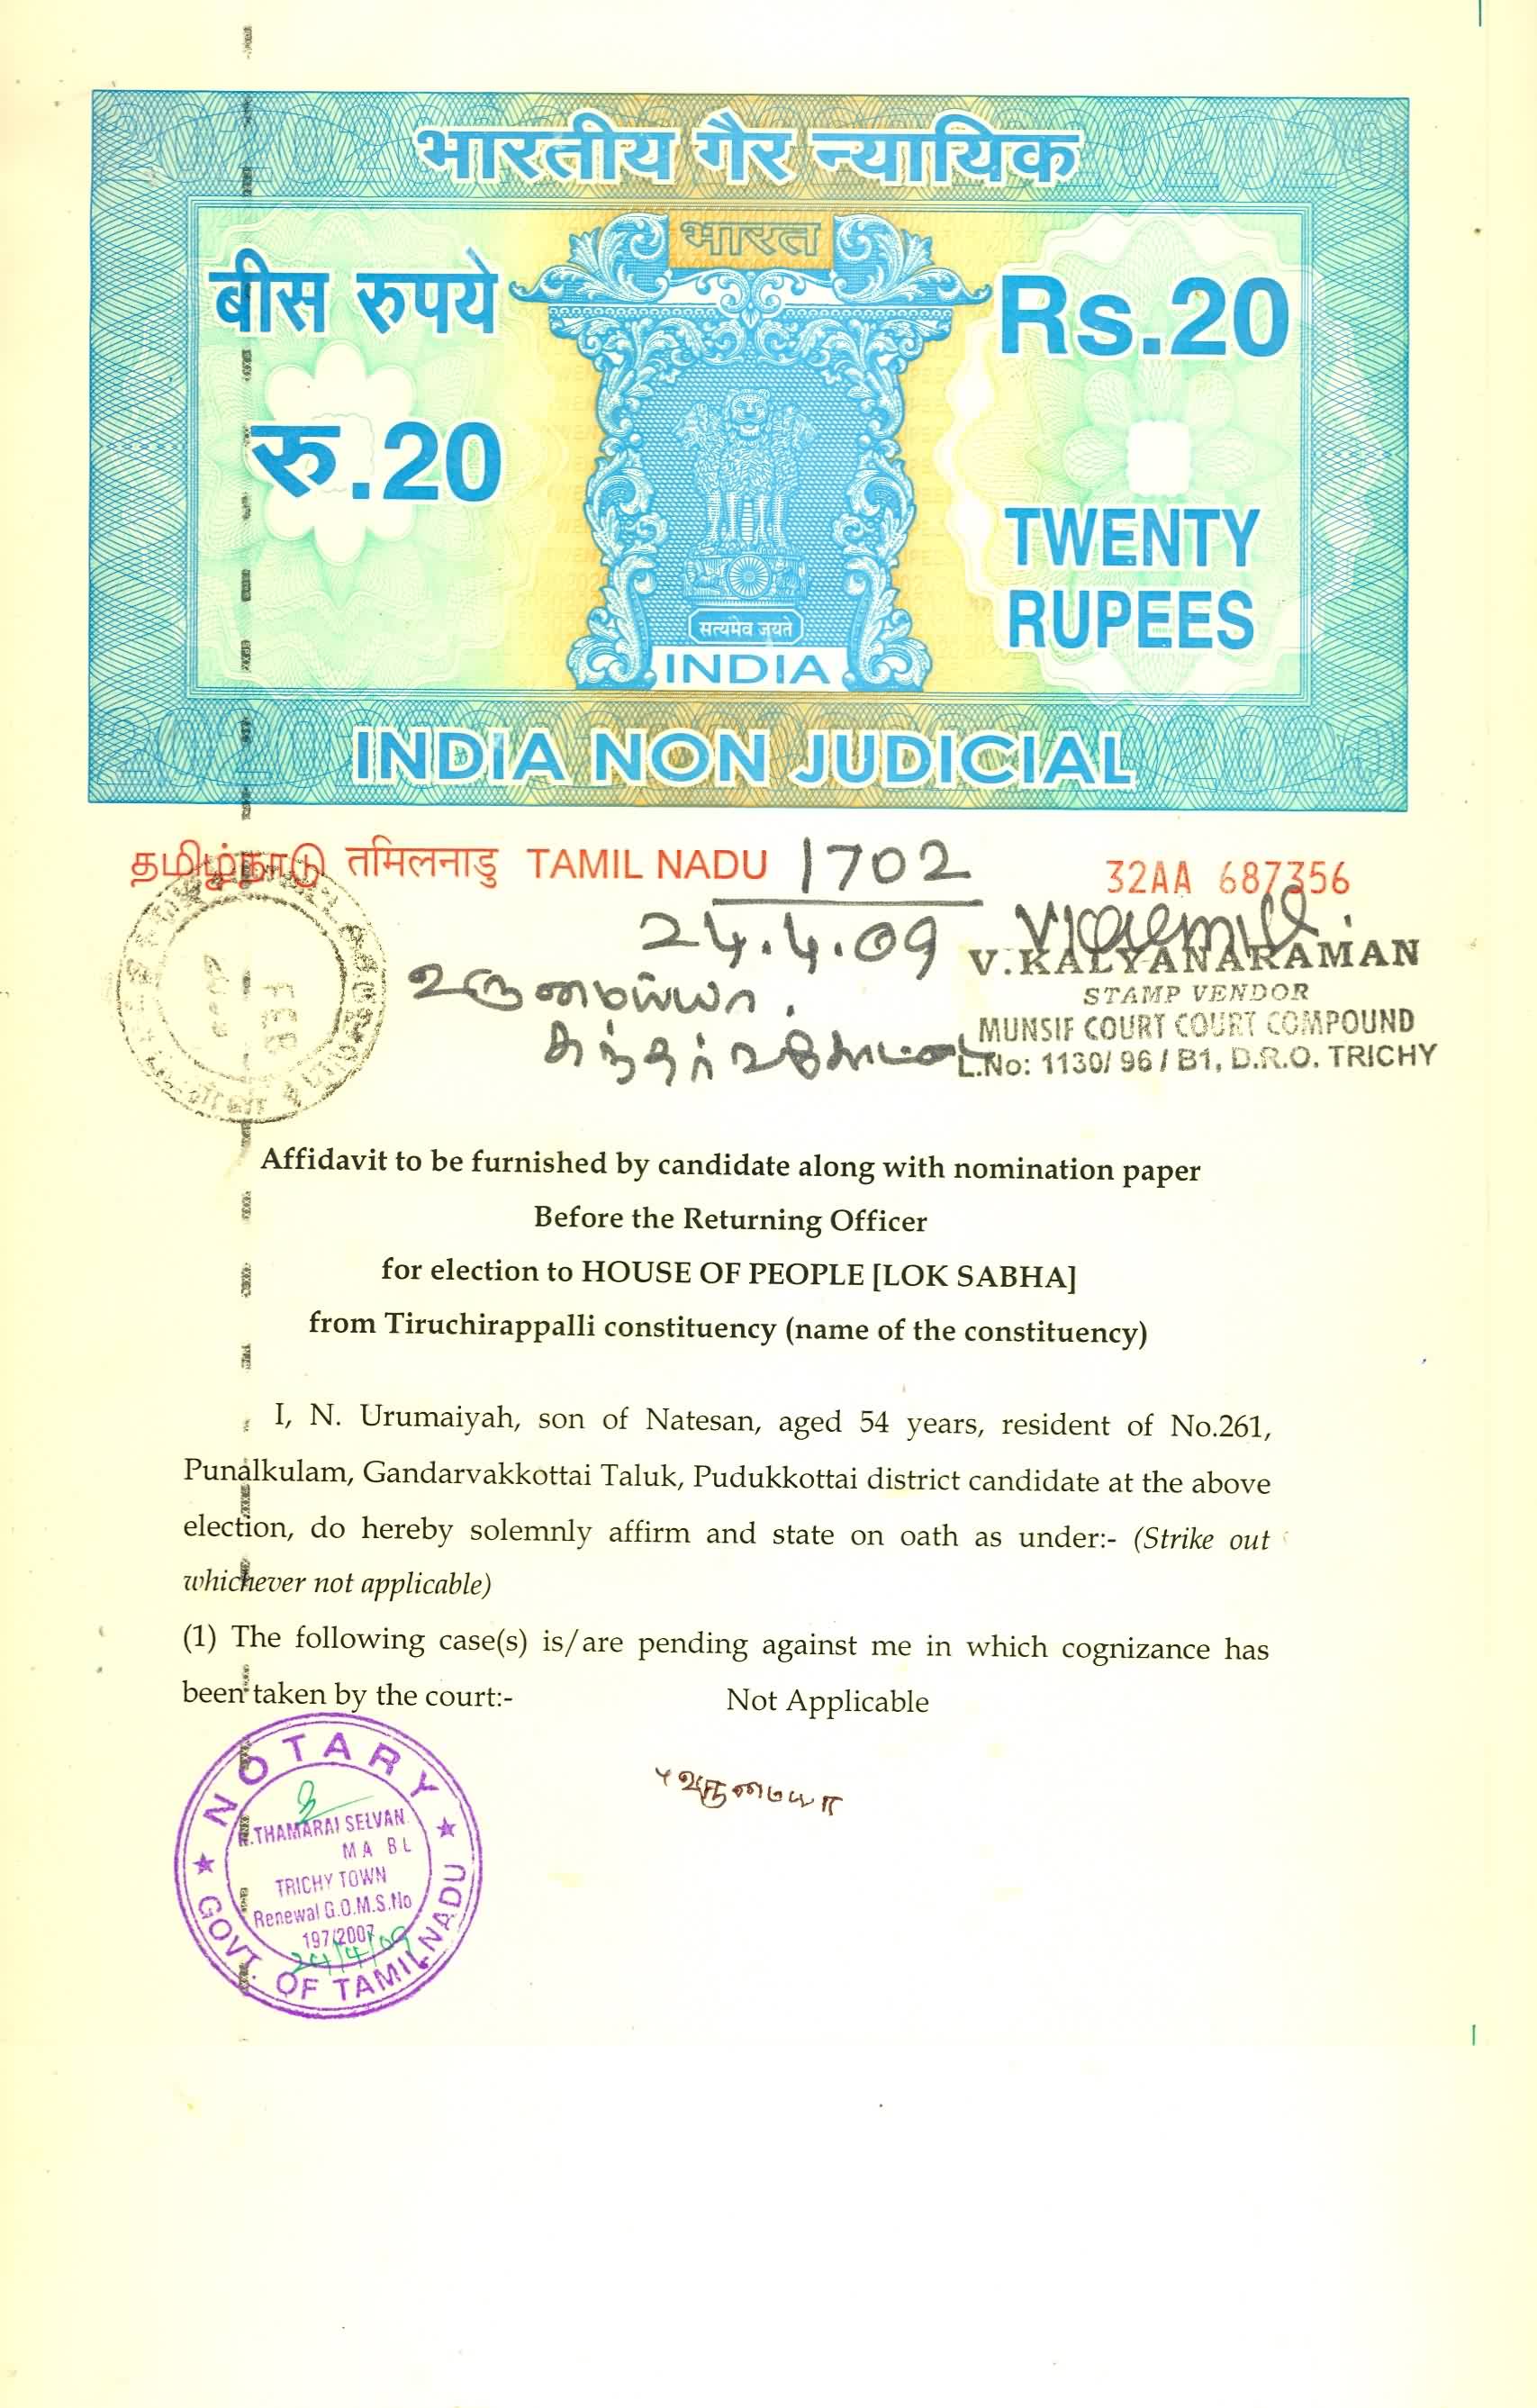 भारतीय गैर न्यायिक
भारत
बीस रुपये
Rs.20
रु.20
TWENTY
RUPEES
सत्यमेव जयते
INDIA
INDIA NON JUDICIAL
தமிழ்நாடு तमिलनाडु TAMIL NADU 1702 32AA 687356
24.4.09
உருமைய்யா.
V.KALYANARAMAN
STAMP VENDOR
MUNSIF COURT COURT COMPOUND
L.No: 1130/ 96 / B1, D.R.O. TRICHY
FEB
Affidavit to be furnished by candidate along with nomination paper
Before the Returning Officer
for election to HOUSE OF PEOPLE [LOK SABHA]
from Tiruchirappalli constituency (name of the constituency)
I, N. Urumaiyah, son of Natesan, aged 54 years, resident of No.261,
Punalkulam, Gandarvakkottai Taluk, Pudukkottai district candidate at the above
election, do hereby solemnly affirm and state on oath as under:- (Strike out
whichever not applicable)
(1) The following case(s) is/are pending against me in which cognizance has
been taken by the court:- Not Applicable
உருமையா
NOTARY
THAMARAI SELVAN
M A B L
TRICHY TOWN
Renewal G.O.M.S.No
197/2007
24/4/09
GOVT. OF TAMILNADU